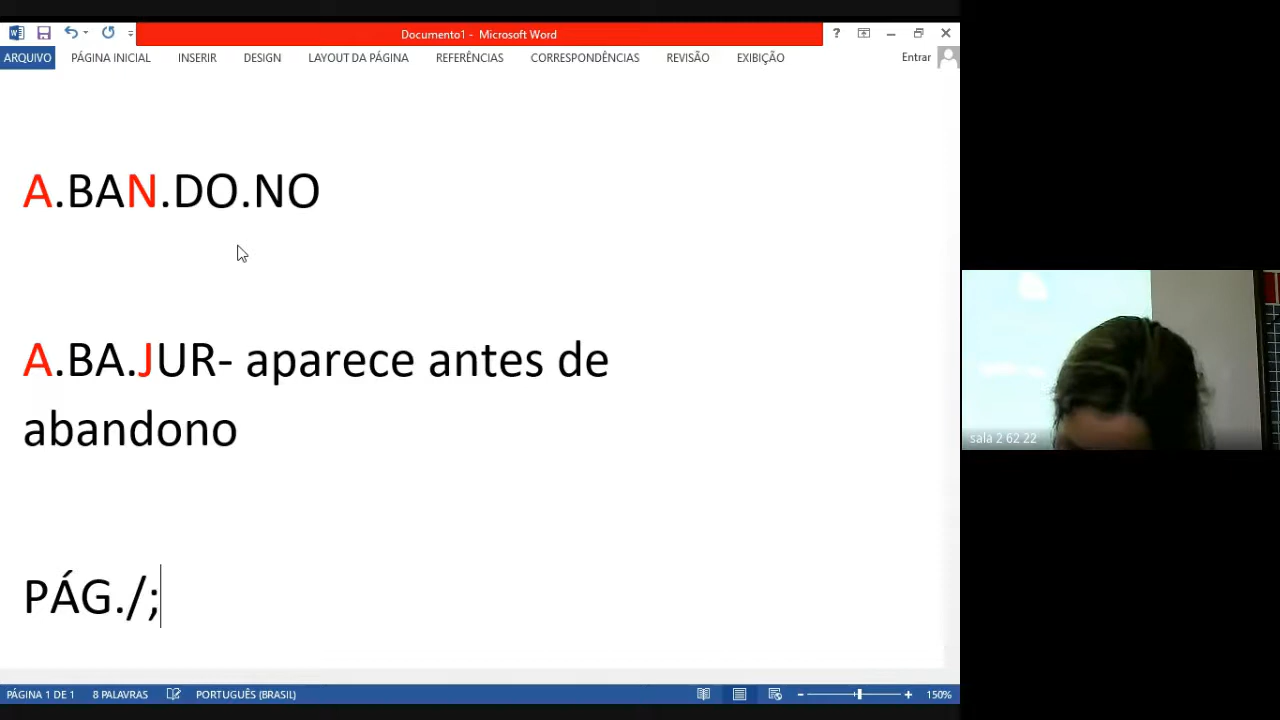 Documento1 - Microsoft Word
?
ARQUIVO PÁGINA INICIAL INSERIR DESIGN LAYOUT DA PÁGINA REFERÊNCIAS CORRESPONDÊNCIAS REVISÃO EXIBIÇÃO Entrar
A.BAN.DO.NO
A.BA.JUR- aparece antes de
abandono
PÁG./;
sala 2 62 22
PÁGINA 1 DE 1 8 PALAVRAS PORTUGUÊS (BRASIL) 150%